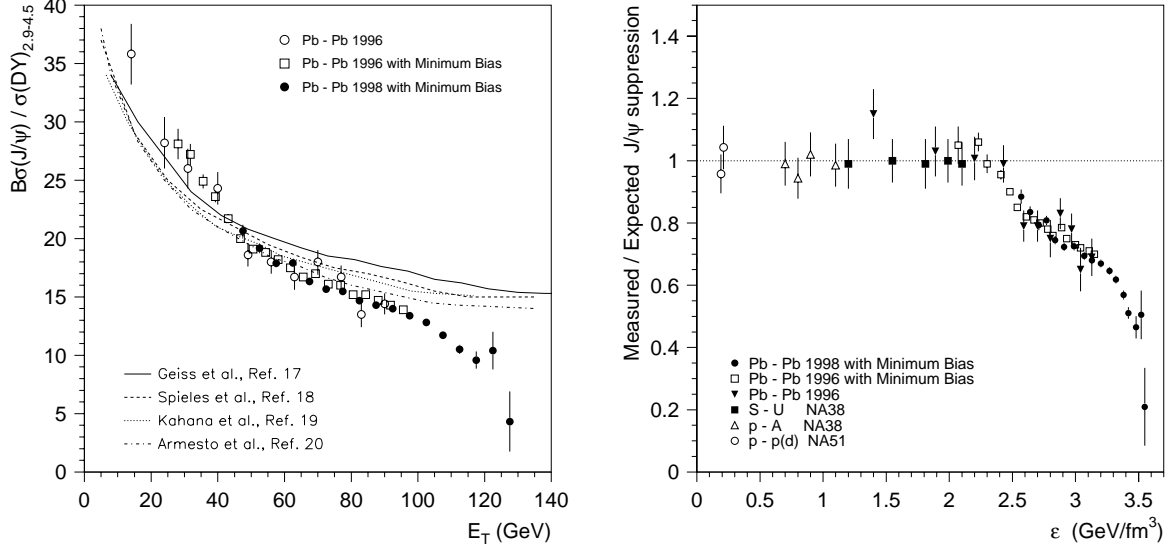 Bσ(J/ψ) / σ(DY)2.9-4.5
40
35
30
25
20
15
10
5
0
Pb - Pb 1996
Pb - Pb 1996 with Minimum Bias
Pb - Pb 1998 with Minimum Bias
Geiss et al., Ref. 17
Spieles et al., Ref. 18
Kahana et al., Ref. 19
Armesto et al., Ref. 20
0 20 40 60 80 100 120 140
ET (GeV)
Measured / Expected J/ψ suppression
1.4
1.2
1
0.8
0.6
0.4
0.2
0
Pb - Pb 1998 with Minimum Bias
Pb - Pb 1996 with Minimum Bias
Pb - Pb 1996
S - U NA38
p - A NA38
p - p(d) NA51
0 0.5 1 1.5 2 2.5 3 3.5
ε (GeV/fm3)